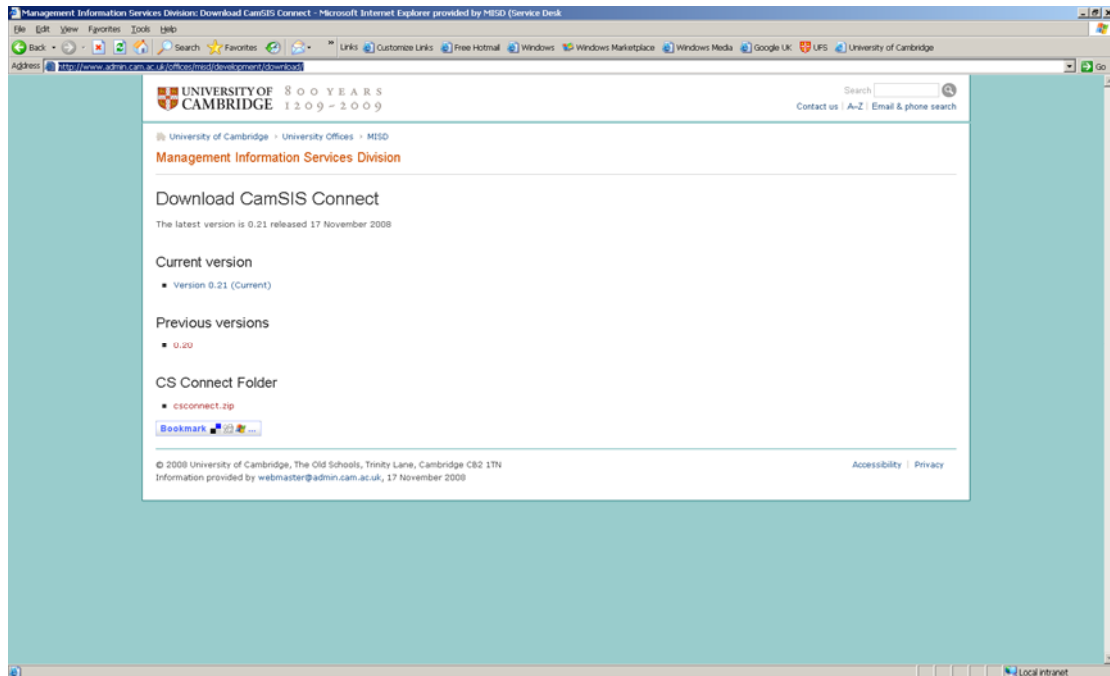 Management Information Services Division: Download CamSIS Connect - Microsoft Internet Explorer provided by MISD (Service Desk
File Edit View Favorites Tools Help
Back Search Favorites Links Customize Links Free Hotmail Windows Windows Marketplace Windows Media Google UK UFS University of Cambridge
Address http://www.admin.cam.ac.uk/offices/misd/development/download/ Go
UNIVERSITY OF 800 YEARS
CAMBRIDGE 1209 - 2009
Search
Contact us | A–Z | Email & phone search
University of Cambridge > University Offices > MISD
Management Information Services Division
Download CamSIS Connect
The latest version is 0.21 released 17 November 2008
Current version
Version 0.21 (Current)
Previous versions
0.20
CS Connect Folder
csconnect.zip
Bookmark ...
© 2008 University of Cambridge, The Old Schools, Trinity Lane, Cambridge CB2 1TN
Information provided by webmaster@admin.cam.ac.uk, 17 November 2008
Accessibility | Privacy
Local intranet